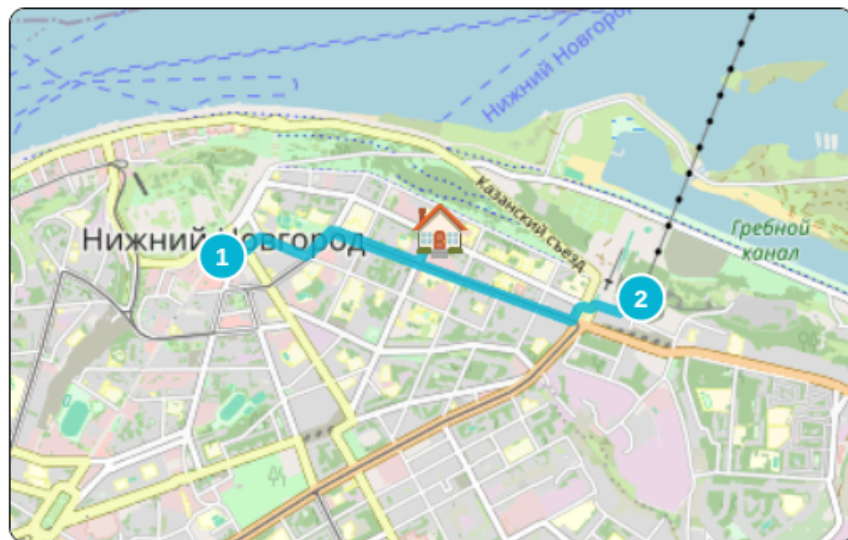 Нижний Новгород
Казанский съезд
Гребной
канал
Нижний Новгород
1
2